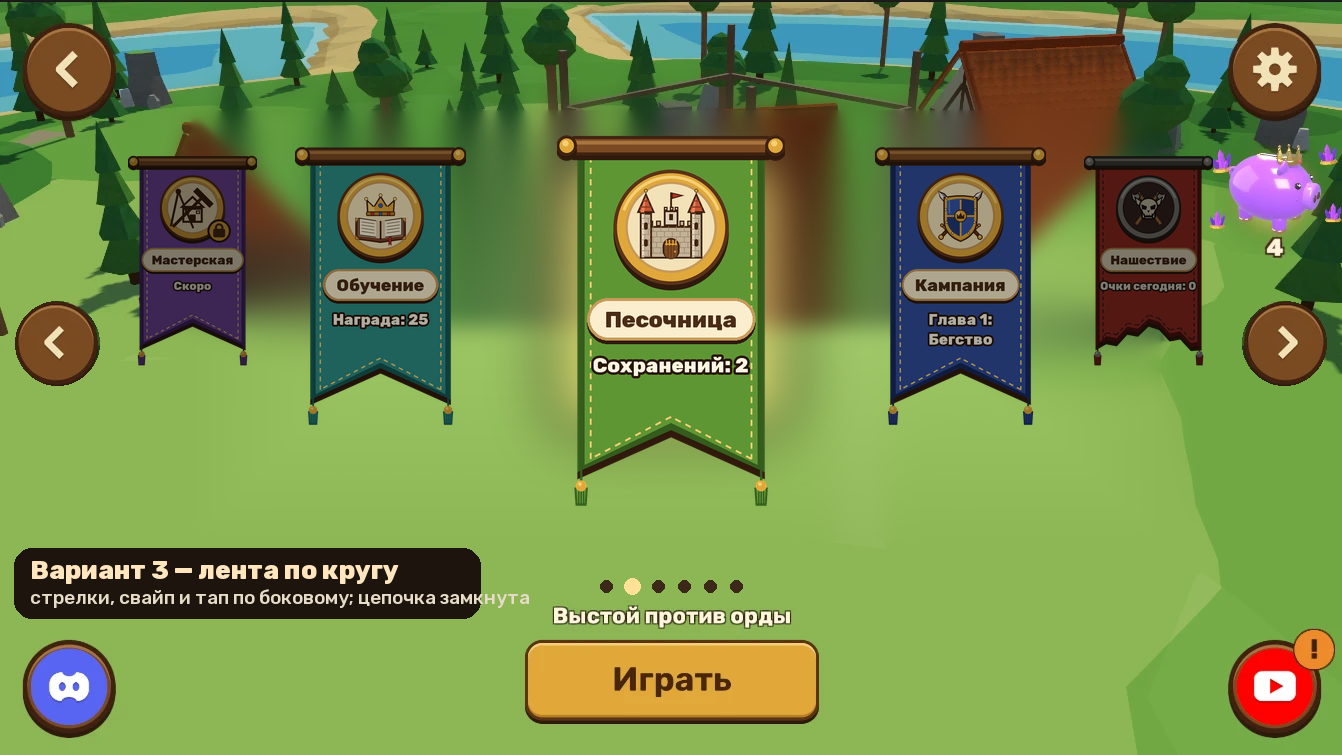 Мастерская
Скоро
Обучение
Награда: 25
Песочница
Сохранений: 2
Кампания
Глава 1:
Бегство
Нашествие
Очки сегодня: 0
4
Вариант 3 — лента по кругу
стрелки, свайп и тап по боковому; цепочка замкнута
Выстой против орды
Играть
!